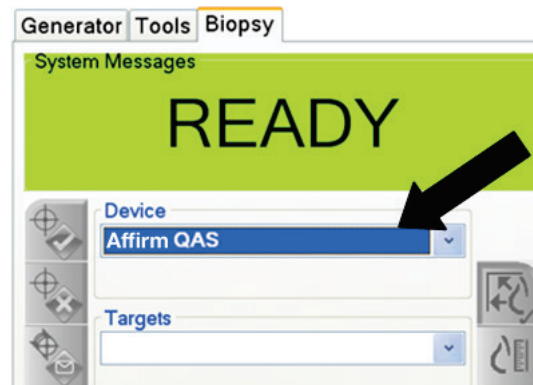 Generator Tools Biopsy
System Messages
READY
Device
Affirm QAS
Targets